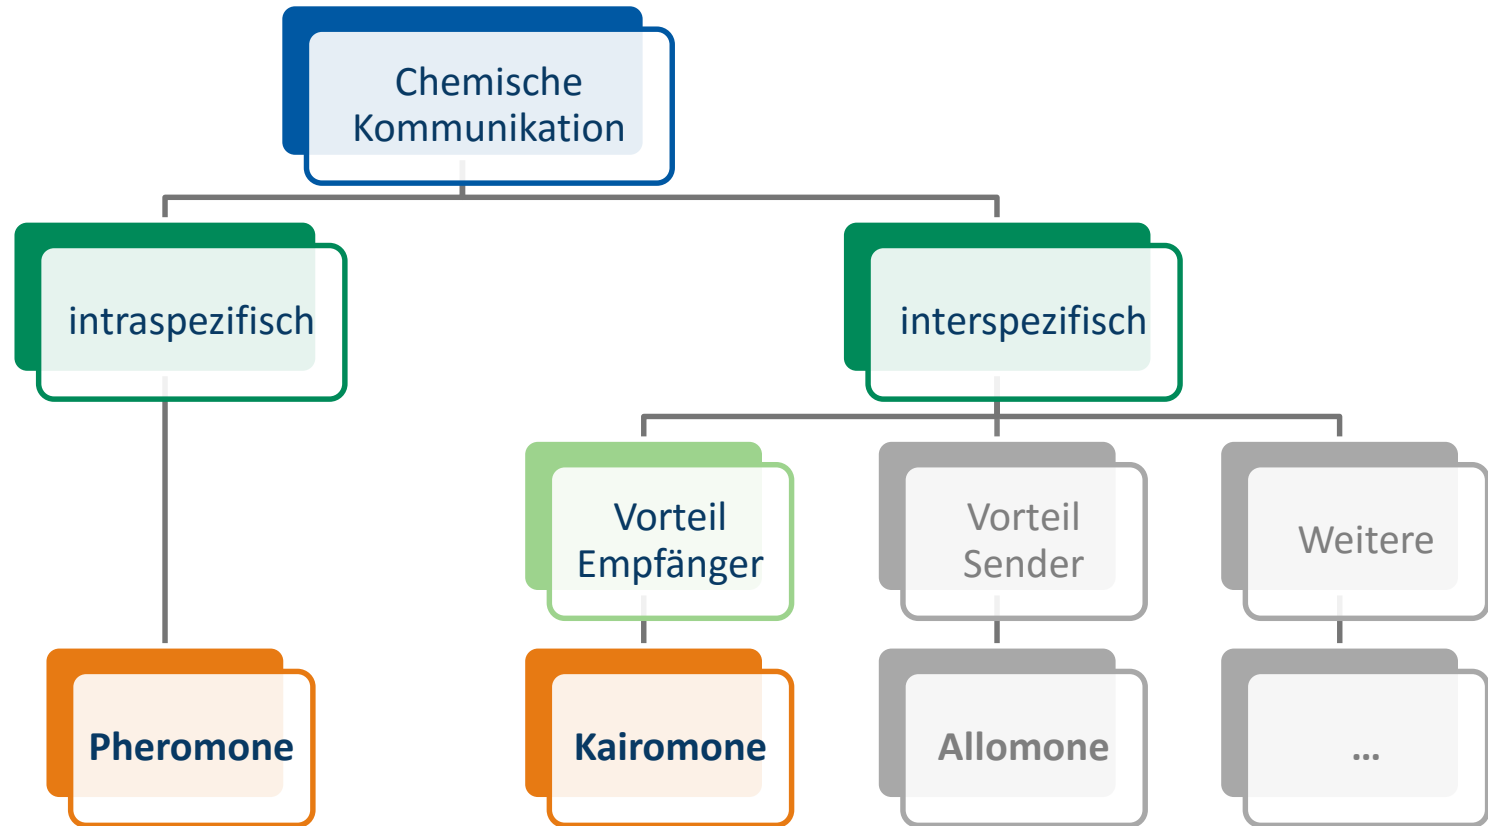 Chemische
Kommunikation
intraspezifisch
interspezifisch
Vorteil
Empfänger
Vorteil
Sender
Weitere
Pheromone
Kairomone
Allomone
...